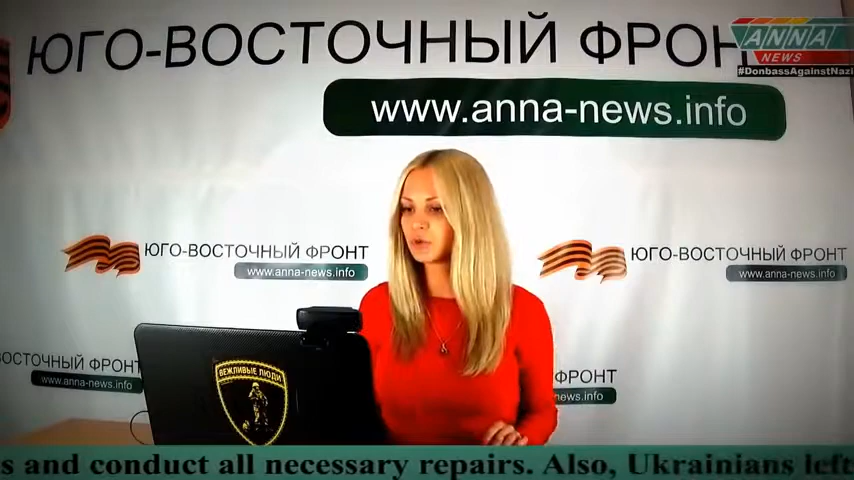 ЮГО-ВОСТОЧНЫЙ ФРОН
ANNA
NEWS
#DonbassAgainstNazi
www.anna-news.info
ЮГО-ВОСТОЧНЫЙ ФРОНТ
www.anna-news.info
ЮГО-ВОСТОЧНЫЙ ФРОНТ
www.anna-news.info
ВОСТОЧНЫЙ ФРОНТ
www.anna-news.info
ВЕЖЛИВЫЕ ЛЮДИ
ФРОНТ
news.info
s and conduct all necessary repairs. Also, Ukrainians left